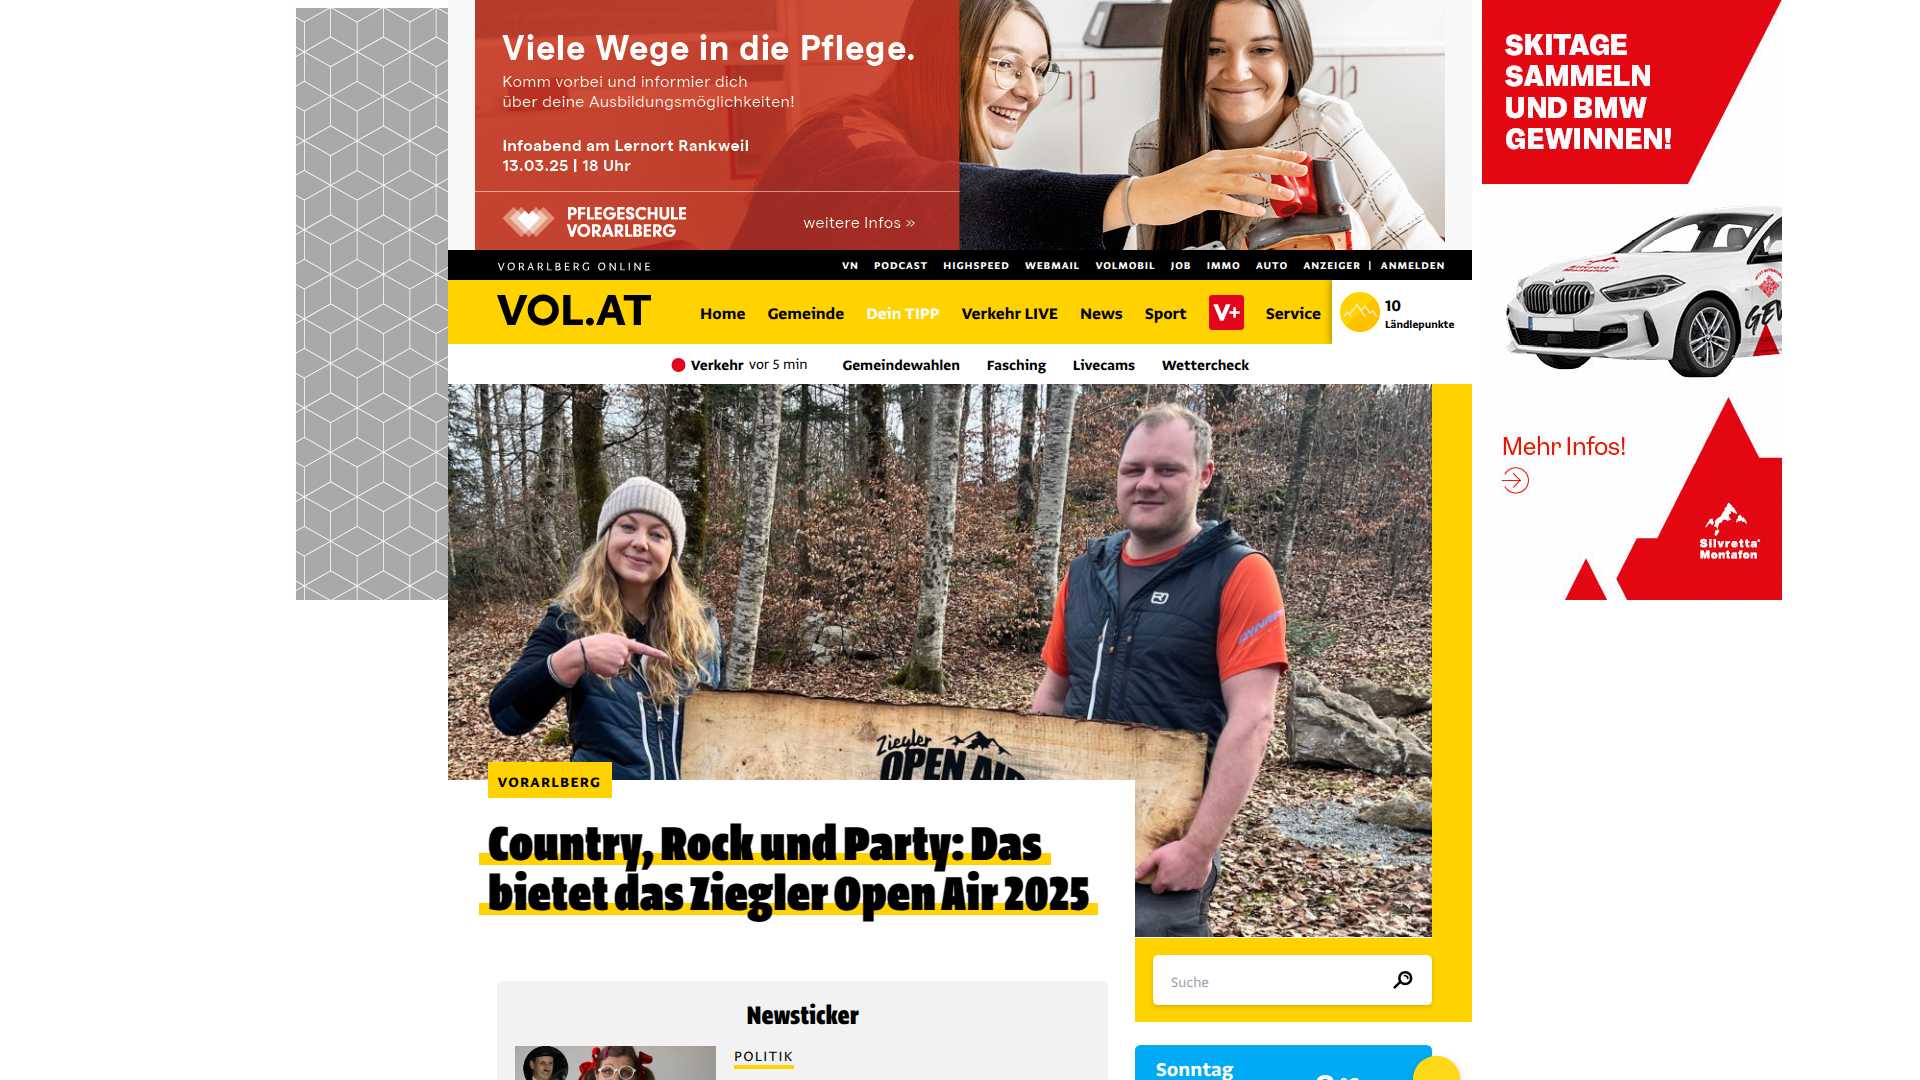 Viele Wege in die Pflege.
Komm vorbei und informier dich
über deine Ausbildungsmöglichkeiten!
Infoabend am Lernort Rankweil
13.03.25 | 18 Uhr
PFLEGESCHULE
VORARLBERG
weitere Infos »
SKITAGE
SAMMELN
UND BMW
GEWINNEN!
Mehr Infos!
Silvretta
Montafon
VORARLBERG ONLINE
VN PODCAST HIGHSPEED WEBMAIL VOLMOBIL JOB IMMO AUTO ANZEIGER | ANMELDEN
VOL.AT
Home Gemeinde Dein TIPP Verkehr LIVE News Sport V+ Service
10
Ländlepunkte
Verkehr vor 5 min Gemeindewahlen Fasching Livecams Wettercheck
Ziegler
OPEN AIR
VORARLBERG
Country, Rock und Party: Das
bietet das Ziegler Open Air 2025
Suche
Newsticker
POLITIK
Sonntag